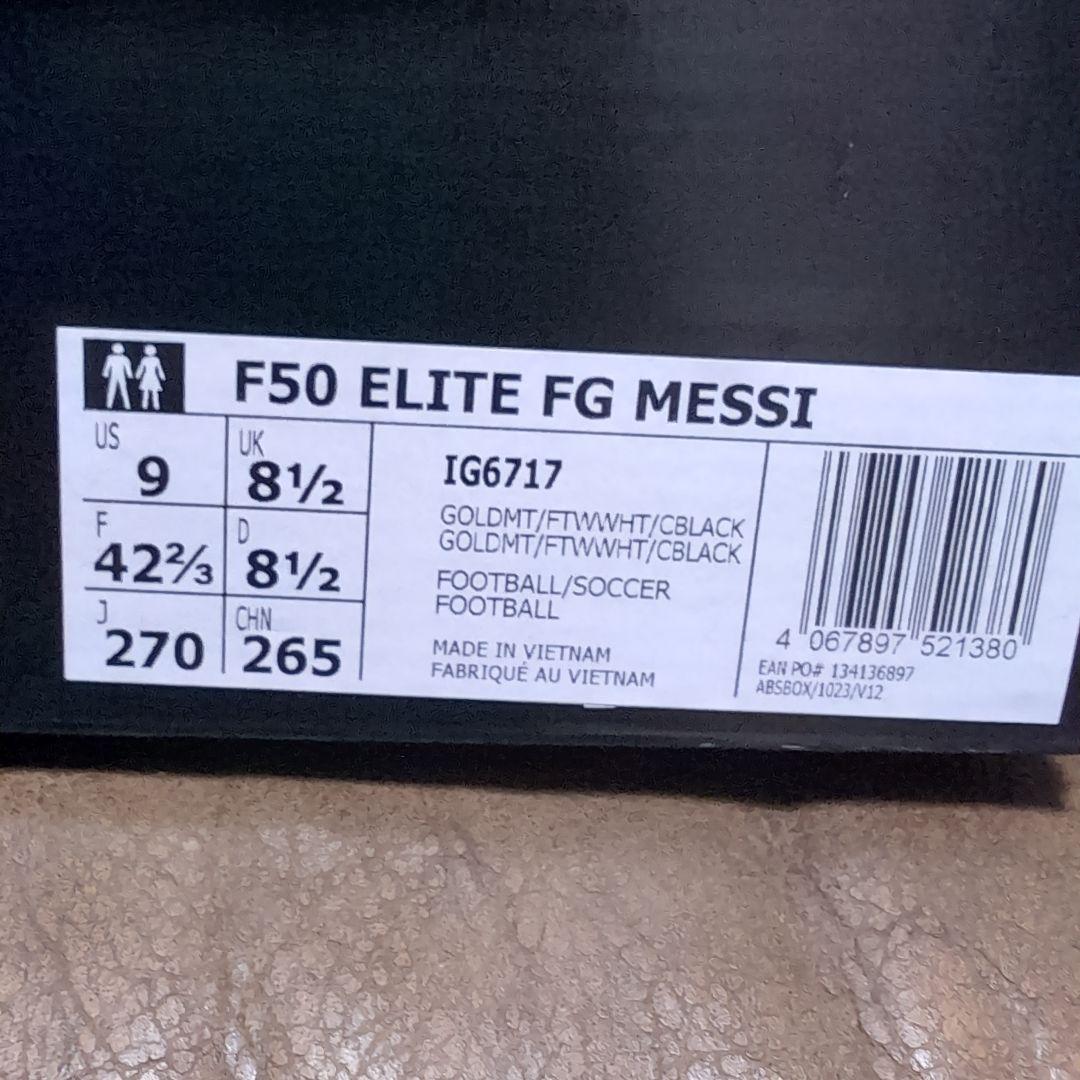 F50 ELITE FG MESSI
US
9
UK
8½
F
42⅔
D
8½
J
270
CHN
265
IG6717
GOLDMT/FTWWHT/CBLACK
GOLDMT/FTWWHT/CBLACK
FOOTBALL/SOCCER
FOOTBALL
MADE IN VIETNAM
FABRIQUÉ AU VIETNAM
4 067897 521380
EAN PO# 134136897
ABSBOX/1023/V12